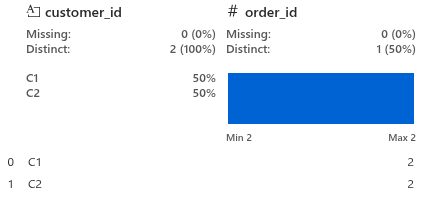 customer_id # order_id
Missing: 0 (0%) Missing: 0 (0%)
Distinct: 2 (100%) Distinct: 1 (50%)
C1 50%
C2 50%
Min 2 Max 2
0 C1 2
1 C2 2